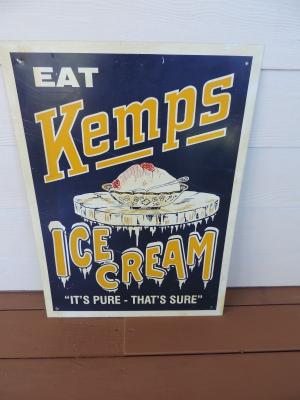 EAT
Kemps
ICE
CREAM
"IT'S PURE - THAT'S SURE"